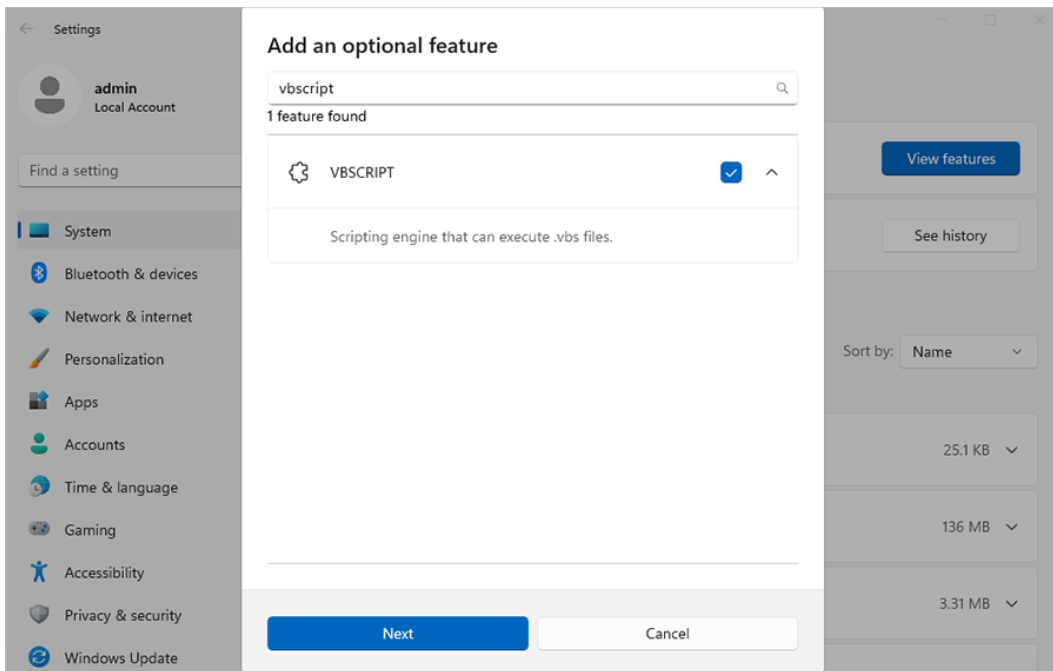 Settings
admin
Local Account
Find a setting
System
Bluetooth & devices
Network & internet
Personalization
Apps
Accounts
Time & language
Gaming
Accessibility
Privacy & security
Windows Update
Add an optional feature
vbscript
1 feature found
VBSCRIPT
Scripting engine that can execute .vbs files.
Next
Cancel
View features
See history
Sort by: Name
25.1 KB
136 MB
3.31 MB